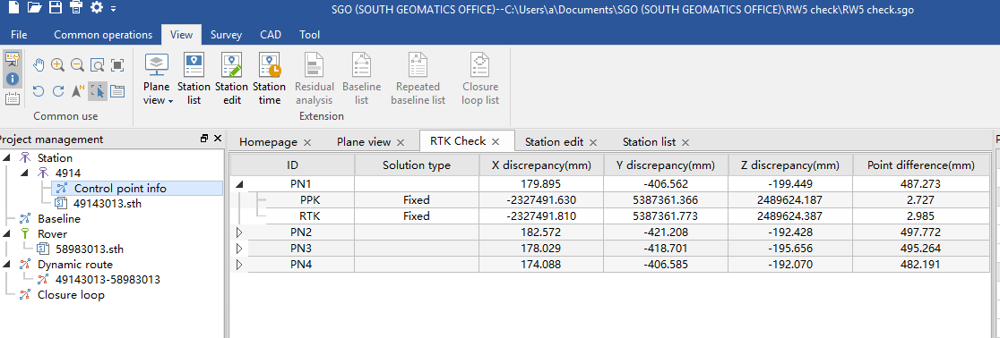 SGO (SOUTH GEOMATICS OFFICE)--C:\Users\a\Documents\SGO (SOUTH GEOMATICS OFFICE)\RW5 check\RW5 check.sgo
File Common operations View Survey CAD Tool
Plane view Station list Station edit Station time Residual analysis Baseline list Repeated baseline list Closure loop list
Common use Extension
Project management
Station
4914
Control point info
49143013.sth
Baseline
Rover
58983013.sth
Dynamic route
49143013-58983013
Closure loop
Homepage Plane view RTK Check Station edit Station list
ID Solution type X discrepancy(mm) Y discrepancy(mm) Z discrepancy(mm) Point difference(mm)
PN1 179.895 -406.562 -199.449 487.273
PPK Fixed -2327491.630 5387361.366 2489624.187 2.727
RTK Fixed -2327491.810 5387361.773 2489624.387 2.985
PN2 182.572 -421.208 -192.428 497.772
PN3 178.029 -418.701 -195.656 495.264
PN4 174.088 -406.585 -192.070 482.191